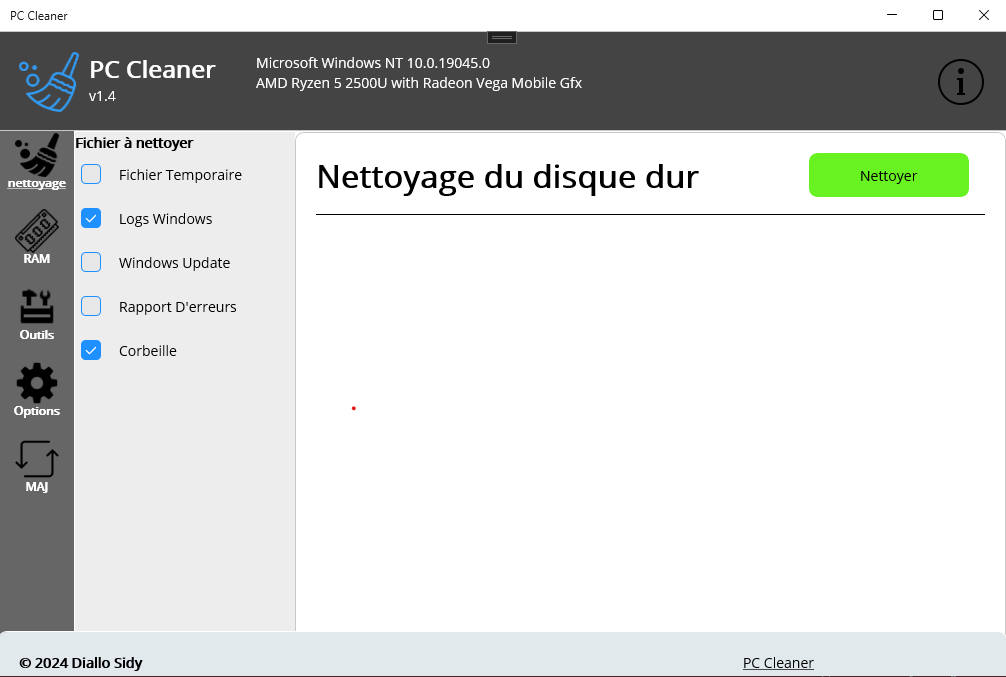 PC Cleaner
PC Cleaner
v1.4
Microsoft Windows NT 10.0.19045.0
AMD Ryzen 5 2500U with Radeon Vega Mobile Gfx
nettoyage
RAM
Outils
Options
MAJ
Fichier à nettoyer
Fichier Temporaire
Logs Windows
Windows Update
Rapport D'erreurs
Corbeille
Nettoyage du disque dur
Nettoyer
© 2024 Diallo Sidy
PC Cleaner